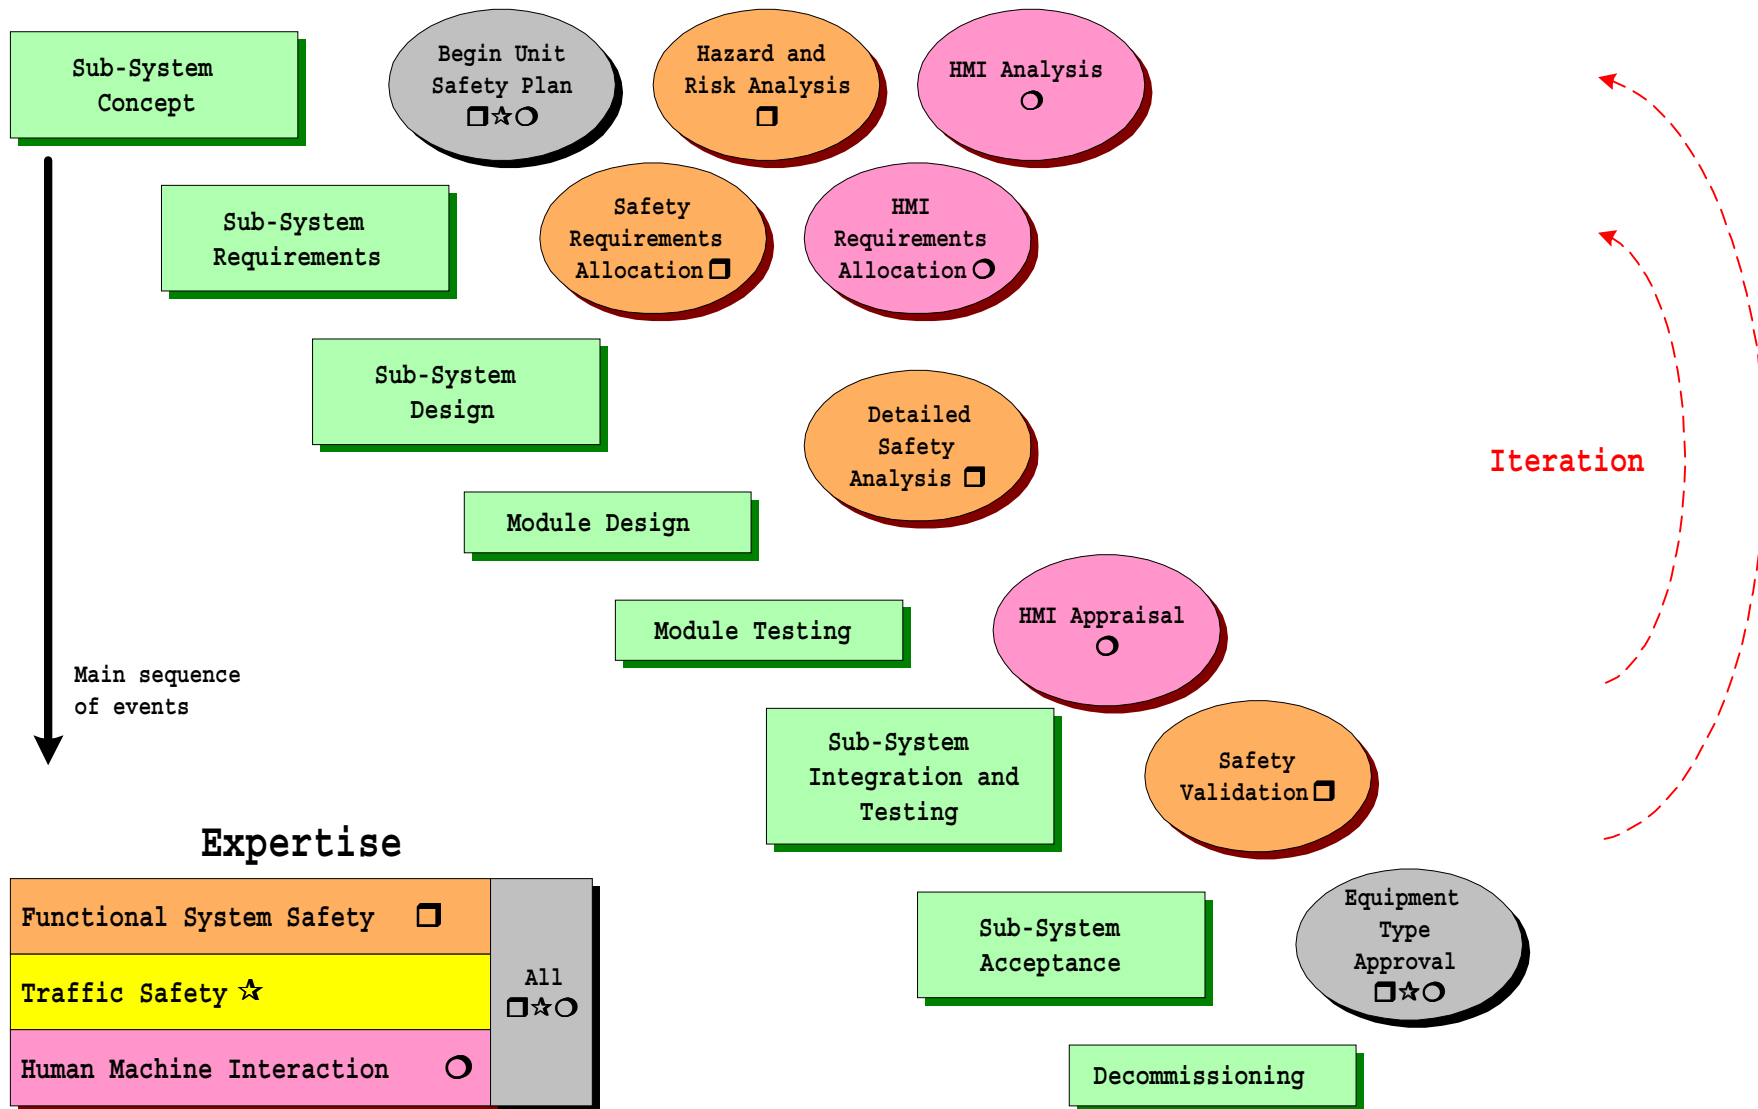 Sub-System
Concept
Begin Unit
Safety Plan
Hazard and
Risk Analysis
HMI Analysis
Sub-System
Requirements
Safety
Requirements
Allocation
HMI
Requirements
Allocation
Sub-System
Design
Detailed
Safety
Analysis
Iteration
Module Design
Module Testing
HMI Appraisal
Main sequence
of events
Sub-System
Integration and
Testing
Safety
Validation
Expertise
Functional System Safety
Traffic Safety
Human Machine Interaction
All
Sub-System
Acceptance
Equipment
Type
Approval
Decommissioning